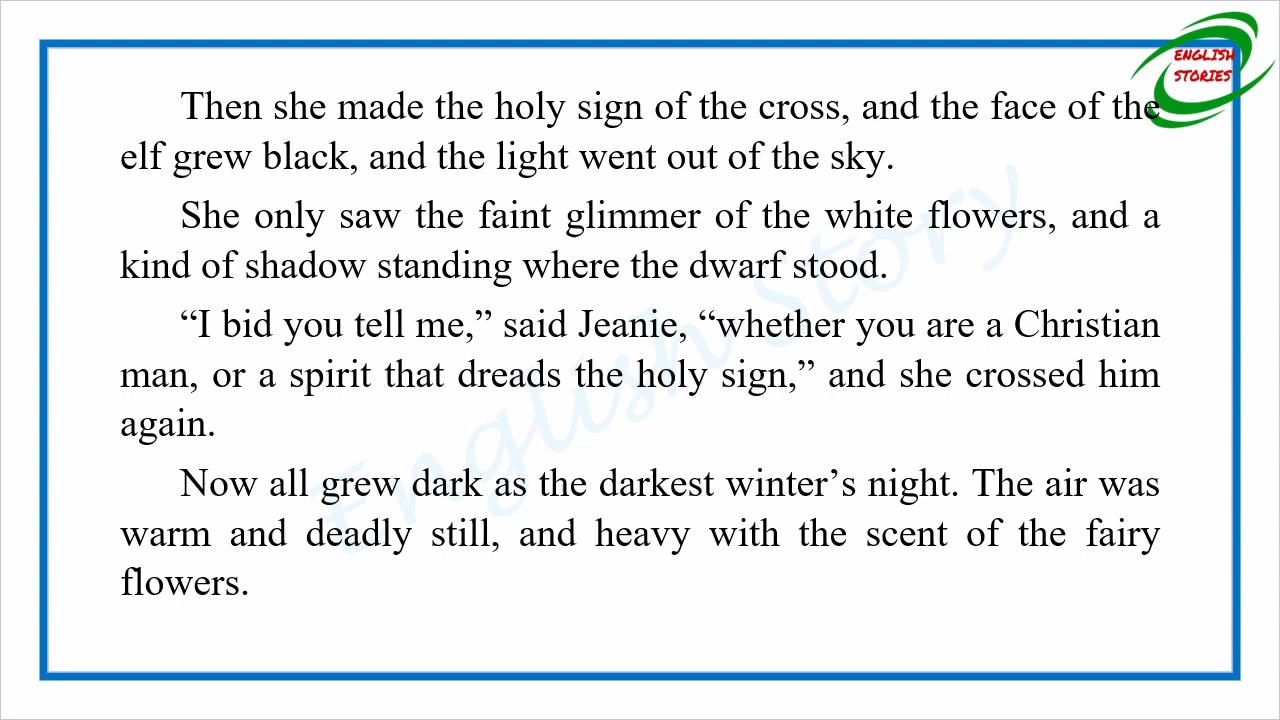 ENGLISH
STORIES
Then she made the holy sign of the cross, and the face of the
elf grew black, and the light went out of the sky.
She only saw the faint glimmer of the white flowers, and a
kind of shadow standing where the dwarf stood.
“I bid you tell me,” said Jeanie, “whether you are a Christian
man, or a spirit that dreads the holy sign,” and she crossed him
again.
Now all grew dark as the darkest winter’s night. The air was
warm and deadly still, and heavy with the scent of the fairy
flowers.
English Story